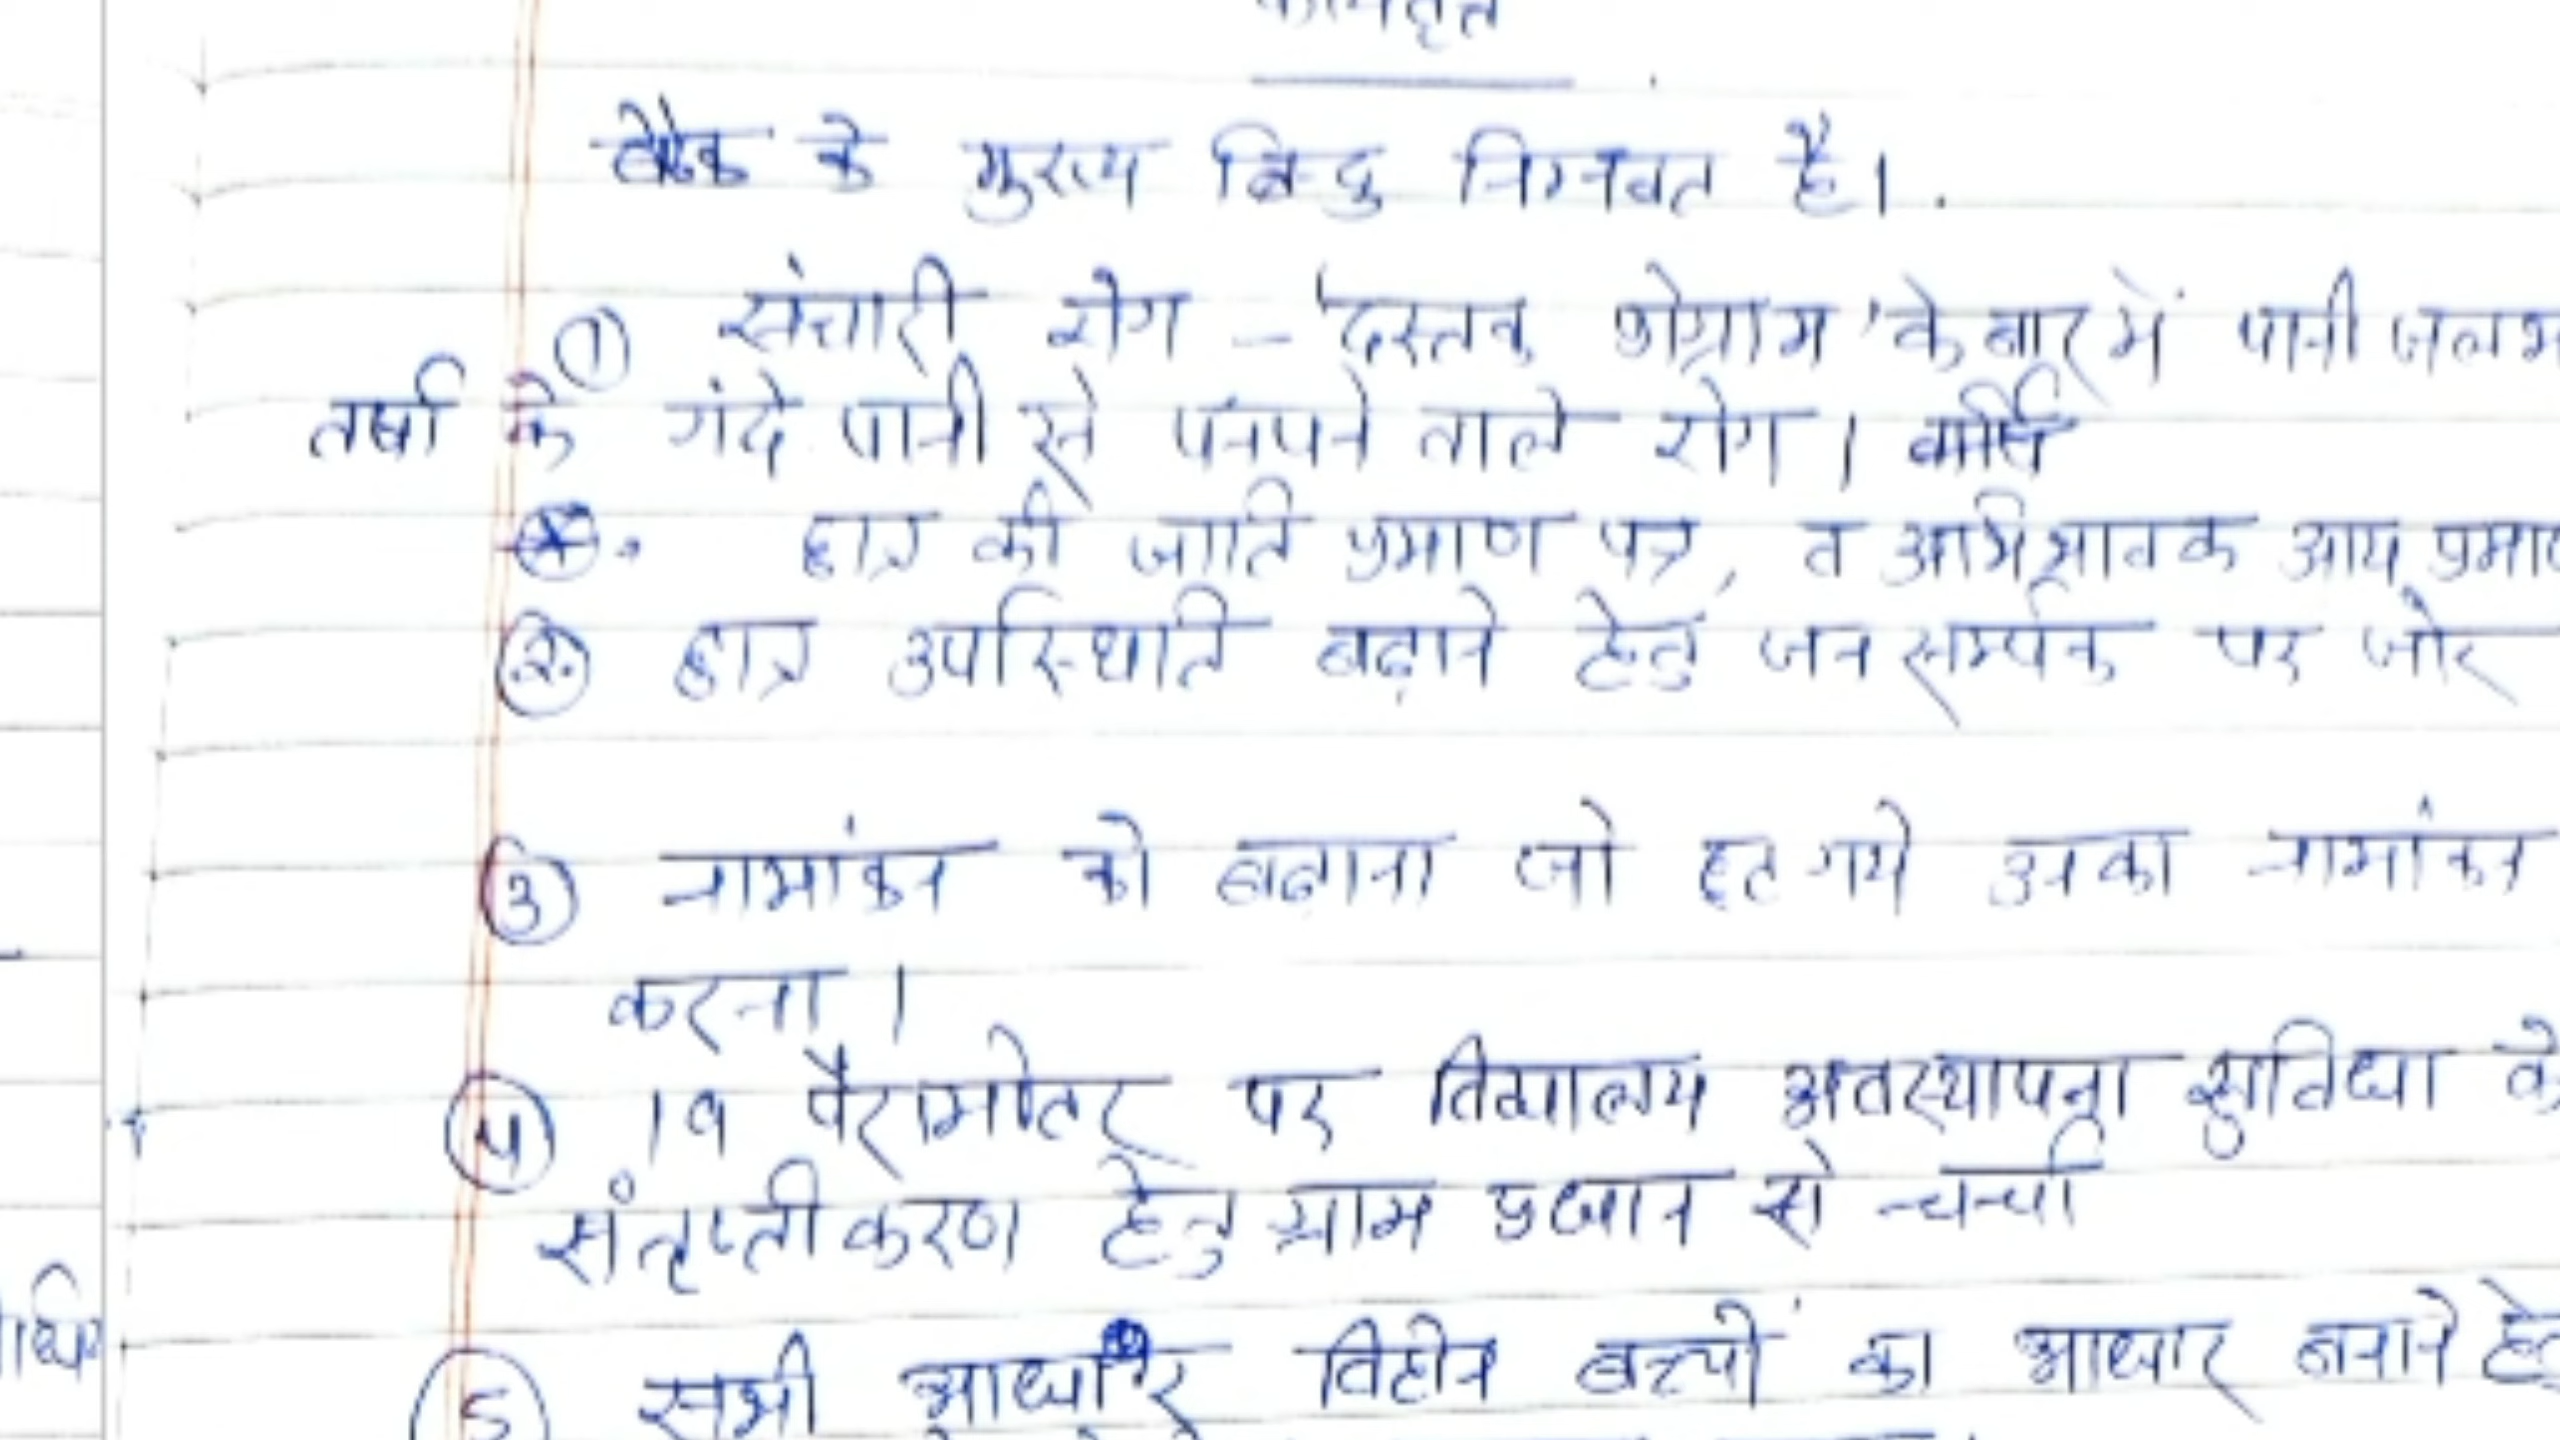 कार्यवृत्त
बैठक के मुख्य बिन्दु निम्नवत है।
① संचारी रोग - 'दस्तक प्रोग्राम' के बारे में पानी जलभ
वर्षा के गंदे पानी से पनपने वाले रोग।
छात्र की जाति प्रमाण पत्र, व अभिभावक आय प्रमाण
② छात्र उपस्थिति बढ़ाने हेतु जन सम्पर्क पर जोर
③ नामांकन को बढ़ाना जो छूट गये उनका नामांकन
करना।
④ 19 पैरामीटर पर विद्यालय अवस्थापना सुविधा के
संतृप्तीकरण हेतु ग्राम प्रधान से चर्चा
⑤ सभी आधार विहीन बच्चों का आधार बनाने हेतु